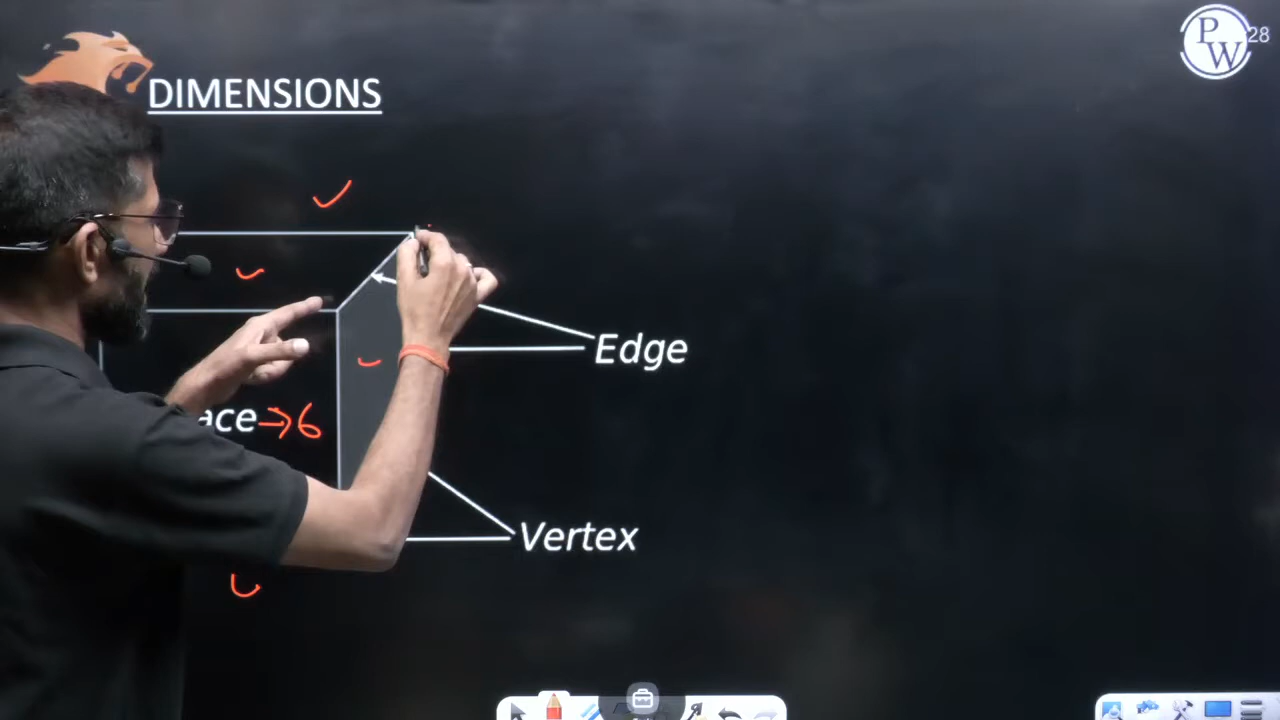 PW 28
DIMENSIONS
Edge
ace → 6
Vertex